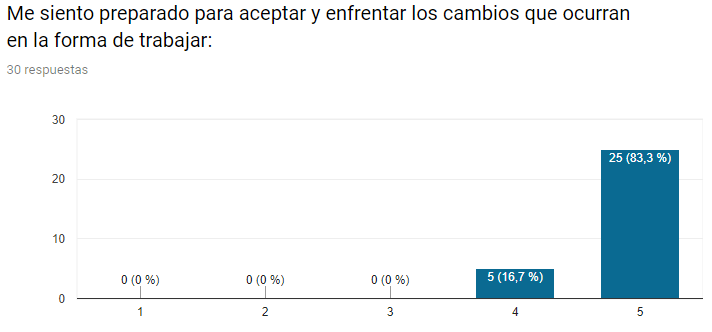 Me siento preparado para aceptar y enfrentar los cambios que ocurran
en la forma de trabajar:
30 respuestas
30
20
10
0
0 (0 %)
0 (0 %)
0 (0 %)
5 (16,7 %)
25 (83,3 %)
1
2
3
4
5